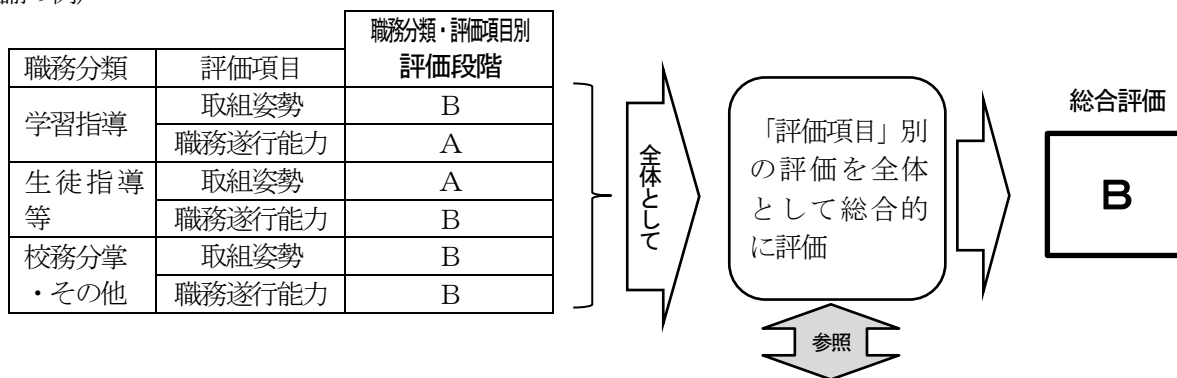 職務分類・評価項目別
職務分類 評価項目 評価段階
学習指導 取組姿勢 B
職務遂行能力 A
生徒指導等 取組姿勢 A
職務遂行能力 B
校務分掌・その他 取組姿勢 B
職務遂行能力 B
全体として
「評価項目」別
の評価を全体
として総合的
に評価
参照
総合評価
B